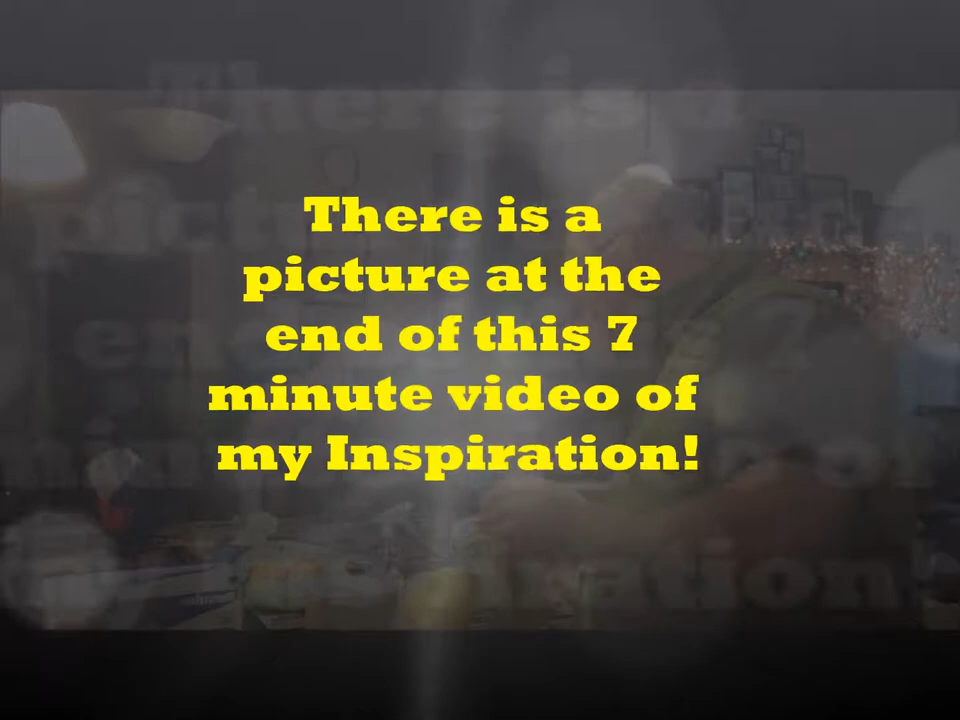 There is a
picture at the
end of this 7
minute video of
my Inspiration!